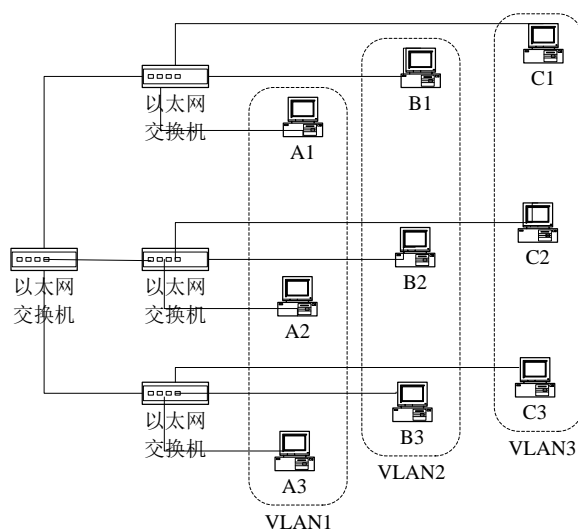 C1
B1
以太网
交换机
A1
C2
B2
以太网
交换机
以太网
交换机
A2
C3
B3
以太网
交换机
A3
VLAN3
VLAN2
VLAN1